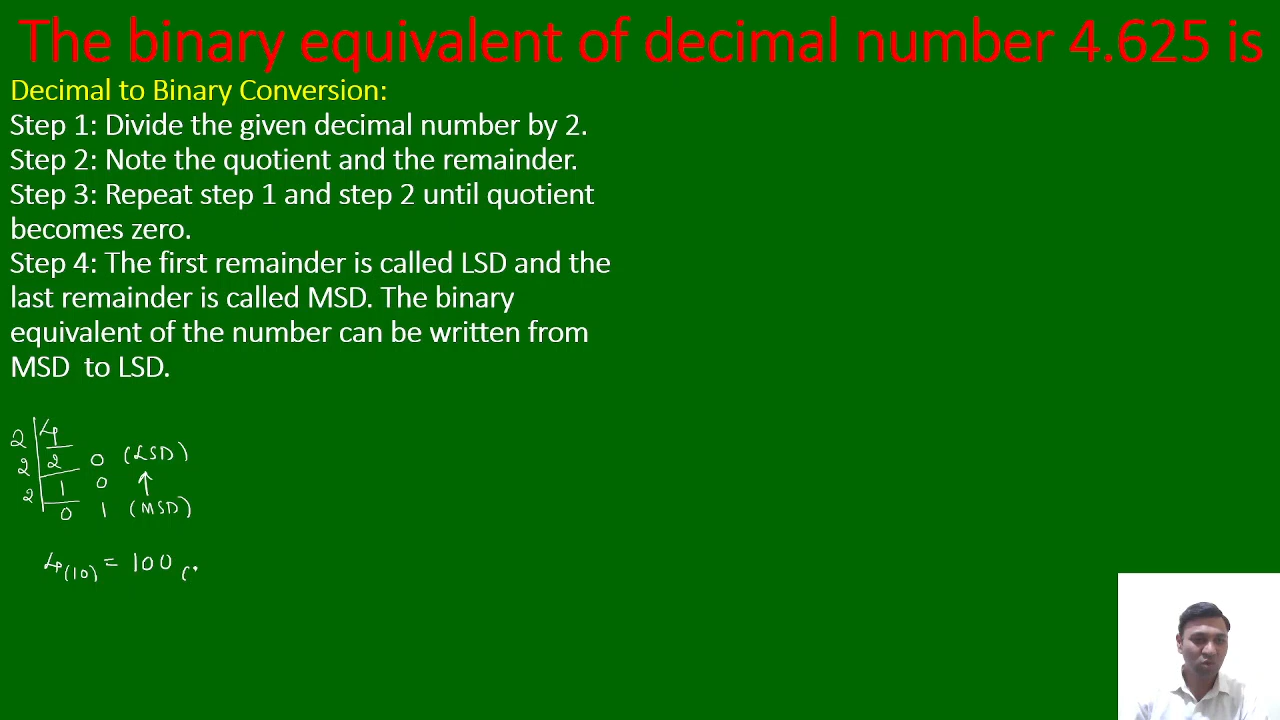 The binary equivalent of decimal number 4.625 is
Decimal to Binary Conversion:
Step 1: Divide the given decimal number by 2.
Step 2: Note the quotient and the remainder.
Step 3: Repeat step 1 and step 2 until quotient
becomes zero.
Step 4: The first remainder is called LSD and the
last remainder is called MSD. The binary
equivalent of the number can be written from
MSD to LSD.
2 4
2 2 0 (LSD)
2 1 0 ↑
0 1 (MSD)
4(10) = 100 (